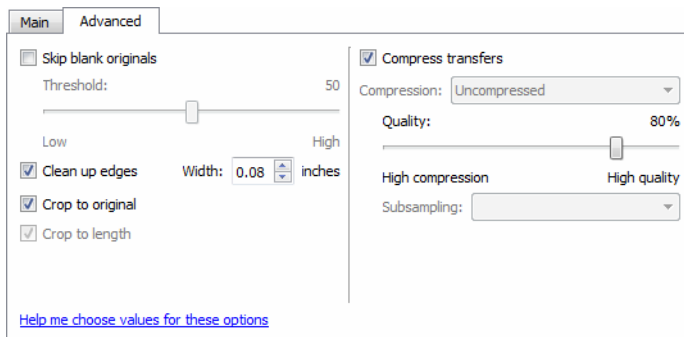 Main Advanced
Skip blank originals
Threshold: 50
Low High
Clean up edges Width: 0.08 inches
Crop to original
Crop to length
Help me choose values for these options
Compress transfers
Compression: Uncompressed
Quality: 80%
High compression High quality
Subsampling: